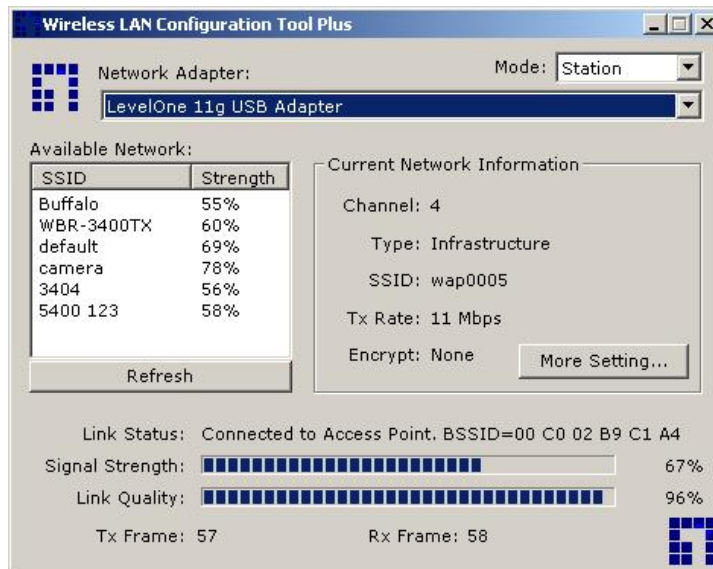 Wireless LAN Configuration Tool Plus
Network Adapter:
Mode: Station
LevelOne 11g USB Adapter
Available Network:
SSID Strength
Buffalo 55%
WBR-3400TX 60%
default 69%
camera 78%
3404 56%
5400 123 58%
Refresh
Current Network Information
Channel: 4
Type: Infrastructure
SSID: wap0005
Tx Rate: 11 Mbps
Encrypt: None
More Setting...
Link Status: Connected to Access Point. BSSID=00 C0 02 B9 C1 A4
Signal Strength: 67%
Link Quality: 96%
Tx Frame: 57 Rx Frame: 58